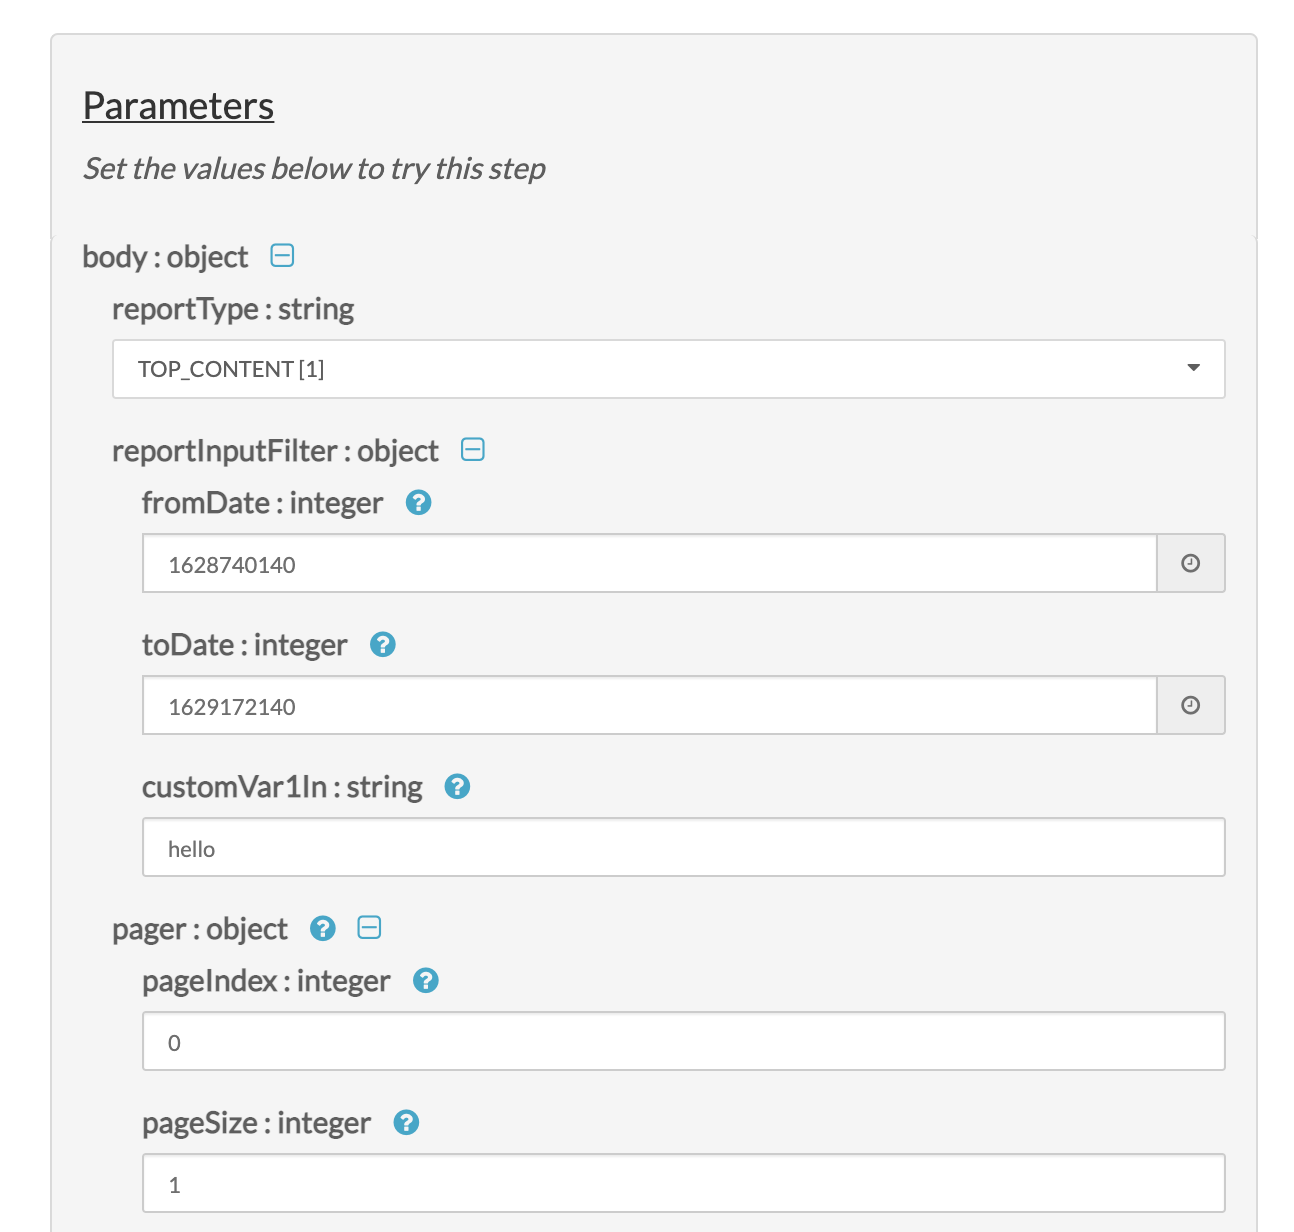 Parameters
Set the values below to try this step
body : object
reportType : string
TOP_CONTENT [1]
reportInputFilter : object
fromDate : integer
1628740140
toDate : integer
1629172140
customVar1In : string
hello
pager : object
pageIndex : integer
0
pageSize : integer
1